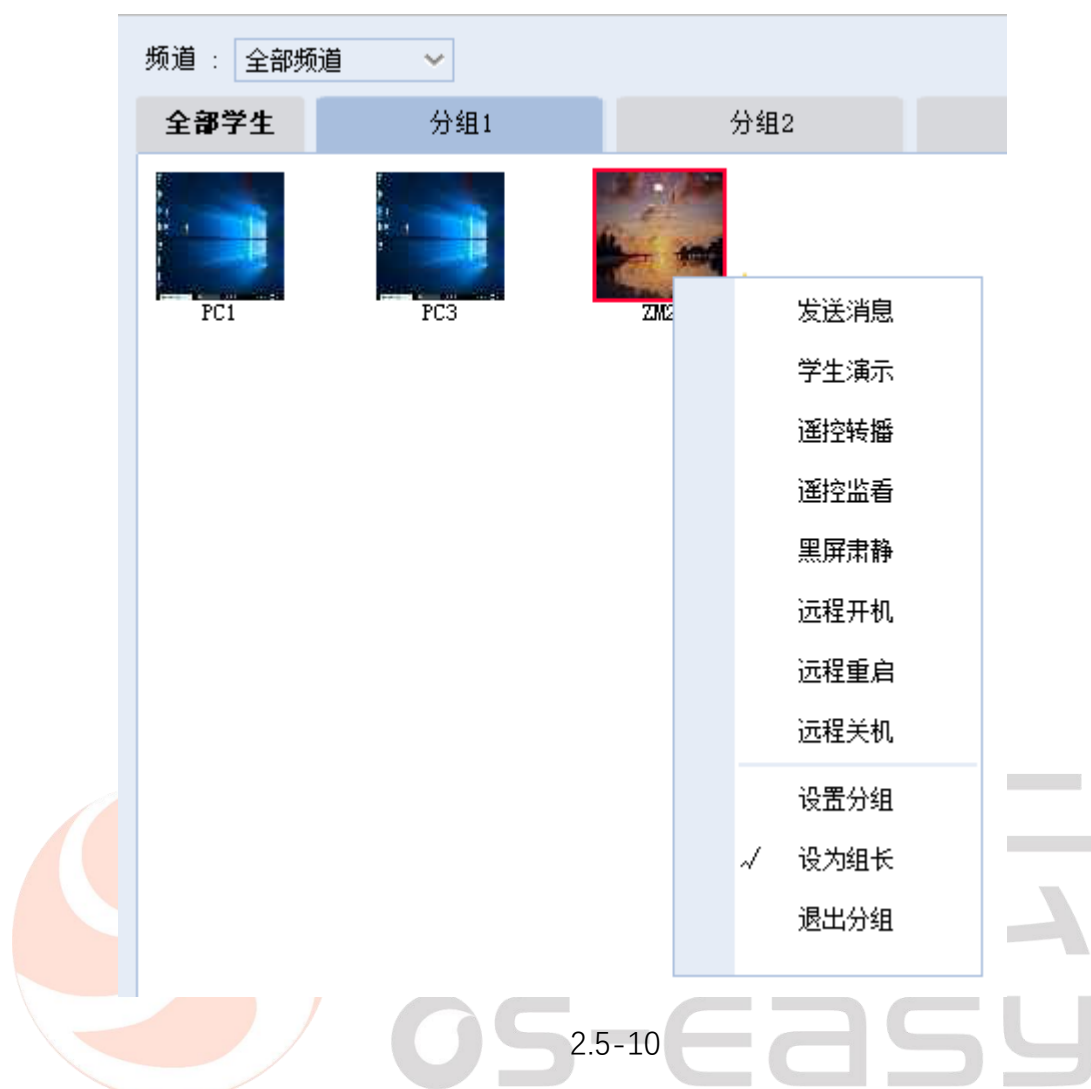 频道 : 全部频道
全部学生 分组1 分组2
PC1 PC3 ZM2
发送消息
学生演示
遥控转播
遥控监看
黑屏肃静
远程开机
远程重启
远程关机
设置分组
√ 设为组长
退出分组
2.5-10
os-easy